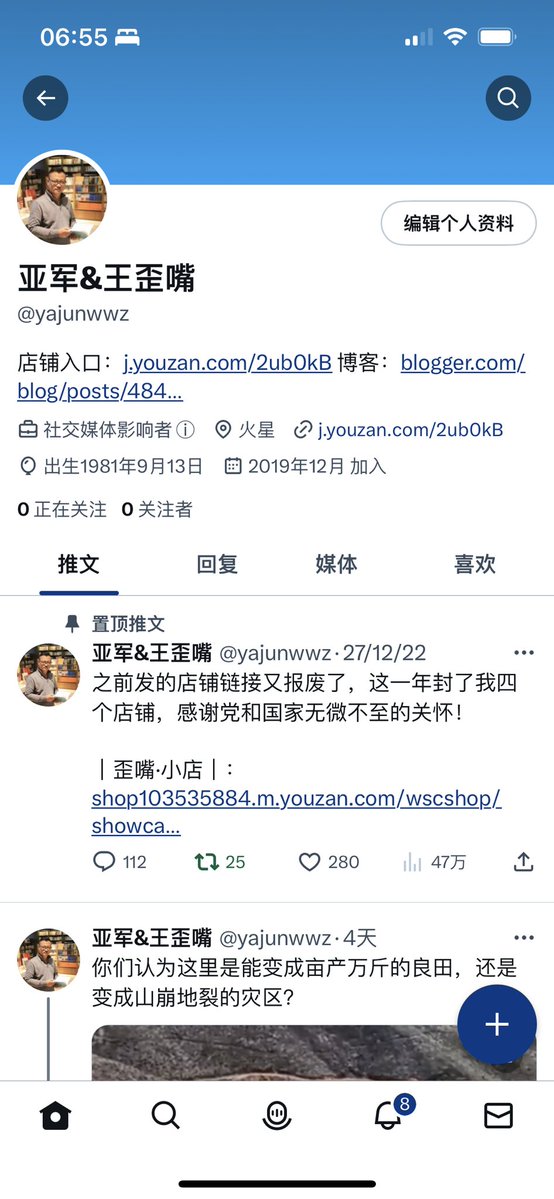 06:55
编辑个人资料
亚军&王歪嘴
@yajunwwz
店铺入口：j.youzan.com/2ub0kB 博客：blogger.com/
blog/posts/484...
社交媒体影响者 火星 j.youzan.com/2ub0kB
出生1981年9月13日 2019年12月 加入
0 正在关注 0 关注者
推文 回复 媒体 喜欢
置顶推文
亚军&王歪嘴 @yajunwwz·27/12/22
之前发的店铺链接又报废了，这一年封了我四
个店铺，感谢党和国家无微不至的关怀！
｜歪嘴·小店｜：
shop103535884.m.youzan.com/wscshop/
showca...
112 25 280 47万
亚军&王歪嘴 @yajunwwz·4天
你们认为这里是能变成亩产万斤的良田，还是
变成山崩地裂的灾区？
8